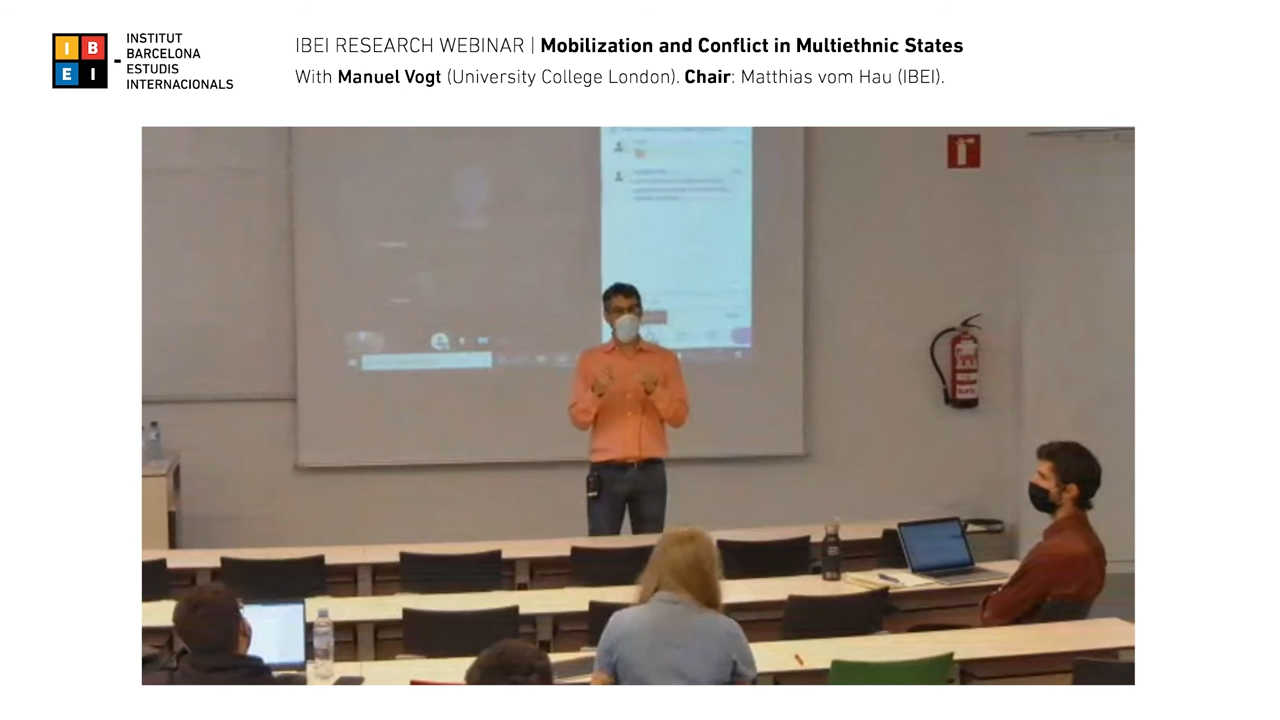 I B
E I
INSTITUT
BARCELONA
ESTUDIS
INTERNACIONALS
IBEI RESEARCH WEBINAR | Mobilization and Conflict in Multiethnic States
With Manuel Vogt (University College London). Chair: Matthias vom Hau (IBEI).